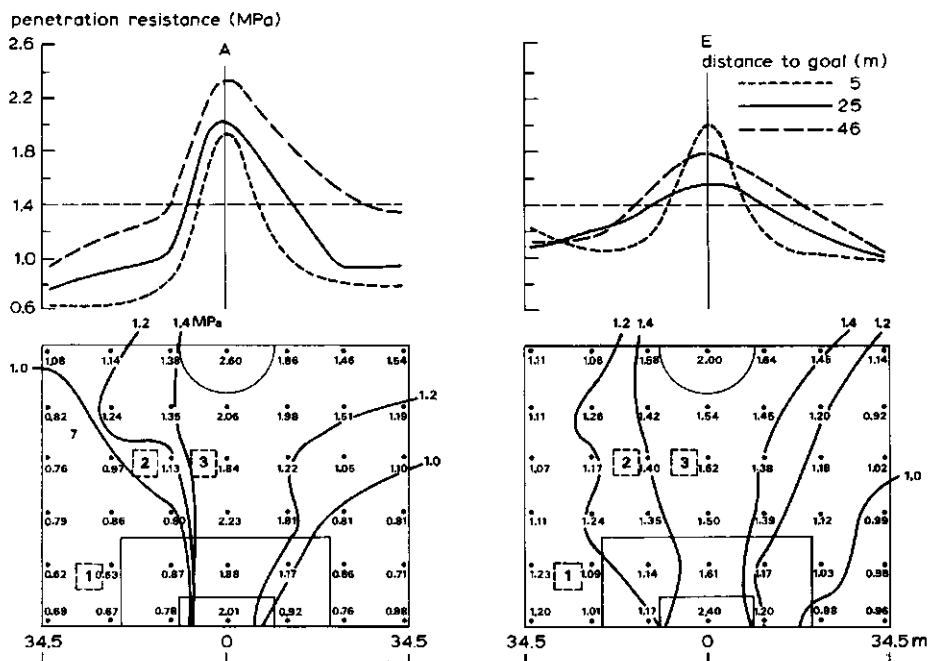 penetration resistance (MPa)
2.6
2.2
1.8
1.4
1.0
0.6
A
E
distance to goal (m)
5
25
46
1.2 1.4 MPa
1.0
1.08 1.14 1.38 2.60 1.86 1.46 1.54
0.82 1.24 1.35 2.06 1.98 1.51 1.19
1.2
7
2 3
0.76 0.97 1.13 1.84 1.22 1.05 1.10
1.0
0.79 0.86 0.90 2.23 1.81 0.81 0.81
1
0.62 0.63 0.87 1.88 1.17 0.86 0.71
0.69 0.67 0.78 2.01 0.92 0.76 0.98
34.5 0 34.5
1.2 1.4
1.4 1.2
1.11 1.08 1.58 2.00 1.64 1.45 1.14
1.11 1.26 1.42 1.54 1.45 1.20 0.92
2 3
1.07 1.17 1.40 1.62 1.38 1.18 1.02
1.0
1.11 1.24 1.35 1.50 1.39 1.12 0.99
1
1.23 1.09 1.14 1.61 1.17 1.03 0.98
1.20 1.01 1.17 2.40 1.20 0.98 0.96
34.5 0 34.5 m